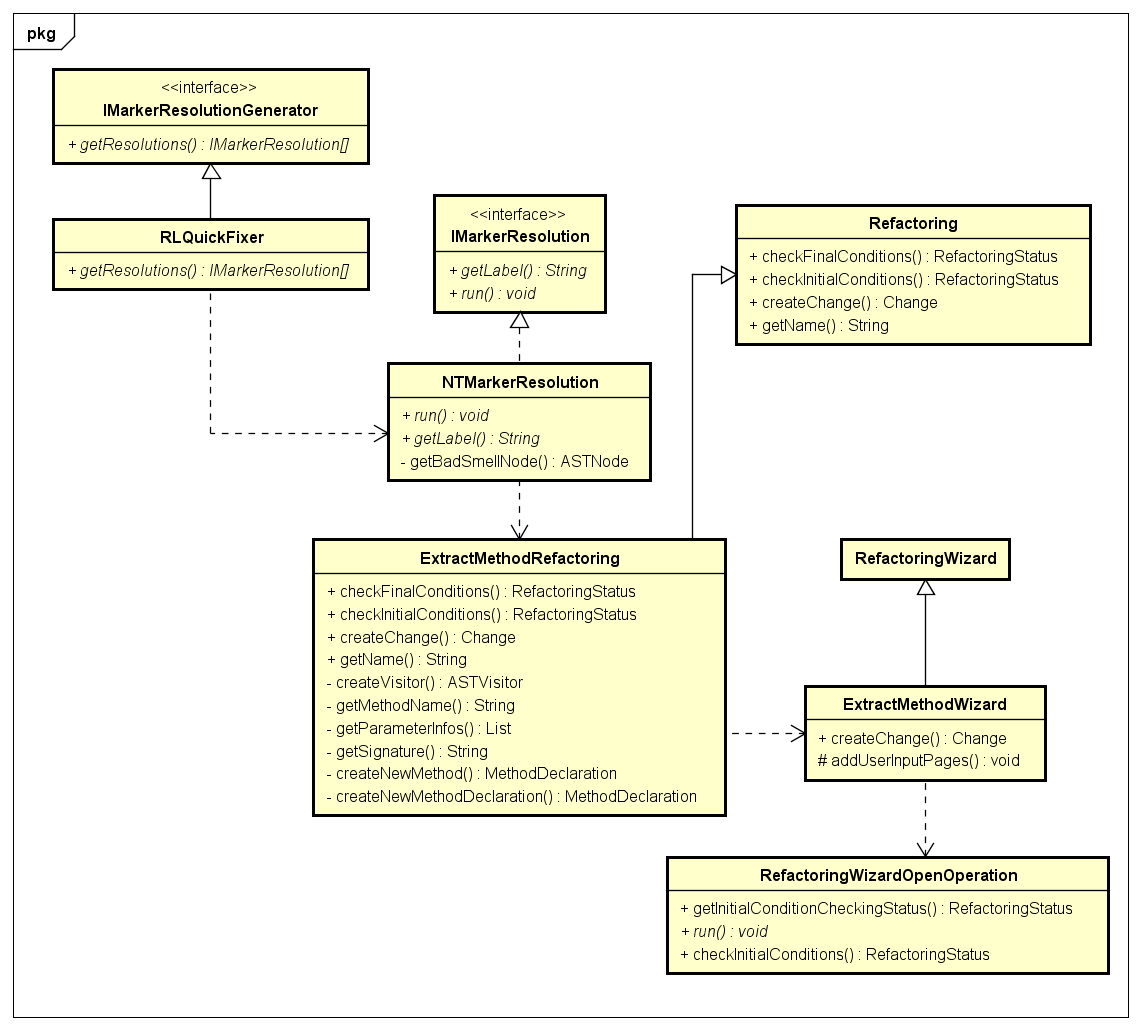 pkg
<<interface>>
IMarkerResolutionGenerator
+ getResolutions() : IMarkerResolution[]
RLQuickFixer
+ getResolutions() : IMarkerResolution[]
<<interface>>
IMarkerResolution
+ getLabel() : String
+ run() : void
Refactoring
+ checkFinalConditions() : RefactoringStatus
+ checkInitialConditions() : RefactoringStatus
+ createChange() : Change
+ getName() : String
NTMarkerResolution
+ run() : void
+ getLabel() : String
- getBadSmellNode() : ASTNode
ExtractMethodRefactoring
+ checkFinalConditions() : RefactoringStatus
+ checkInitialConditions() : RefactoringStatus
+ createChange() : Change
+ getName() : String
- createVisitor() : ASTVisitor
- getMethodName() : String
- getParameterInfos() : List
- getSignature() : String
- createNewMethod() : MethodDeclaration
- createNewMethodDeclaration() : MethodDeclaration
RefactoringWizard
ExtractMethodWizard
+ createChange() : Change
# addUserInputPages() : void
RefactoringWizardOpenOperation
+ getInitialConditionCheckingStatus() : RefactoringStatus
+ run() : void
+ checkInitialConditions() : RefactoringStatus